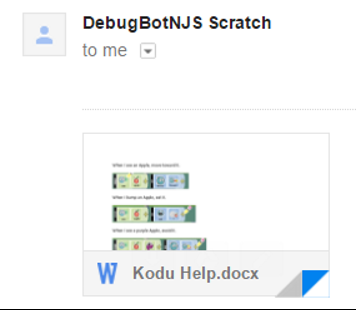 DebugBotNJS Scratch
to me
When I see an Apple, move toward it.
When I bump an Apple, eat it.
When I see a purple Apple, avoid it.
W Kodu Help.docx